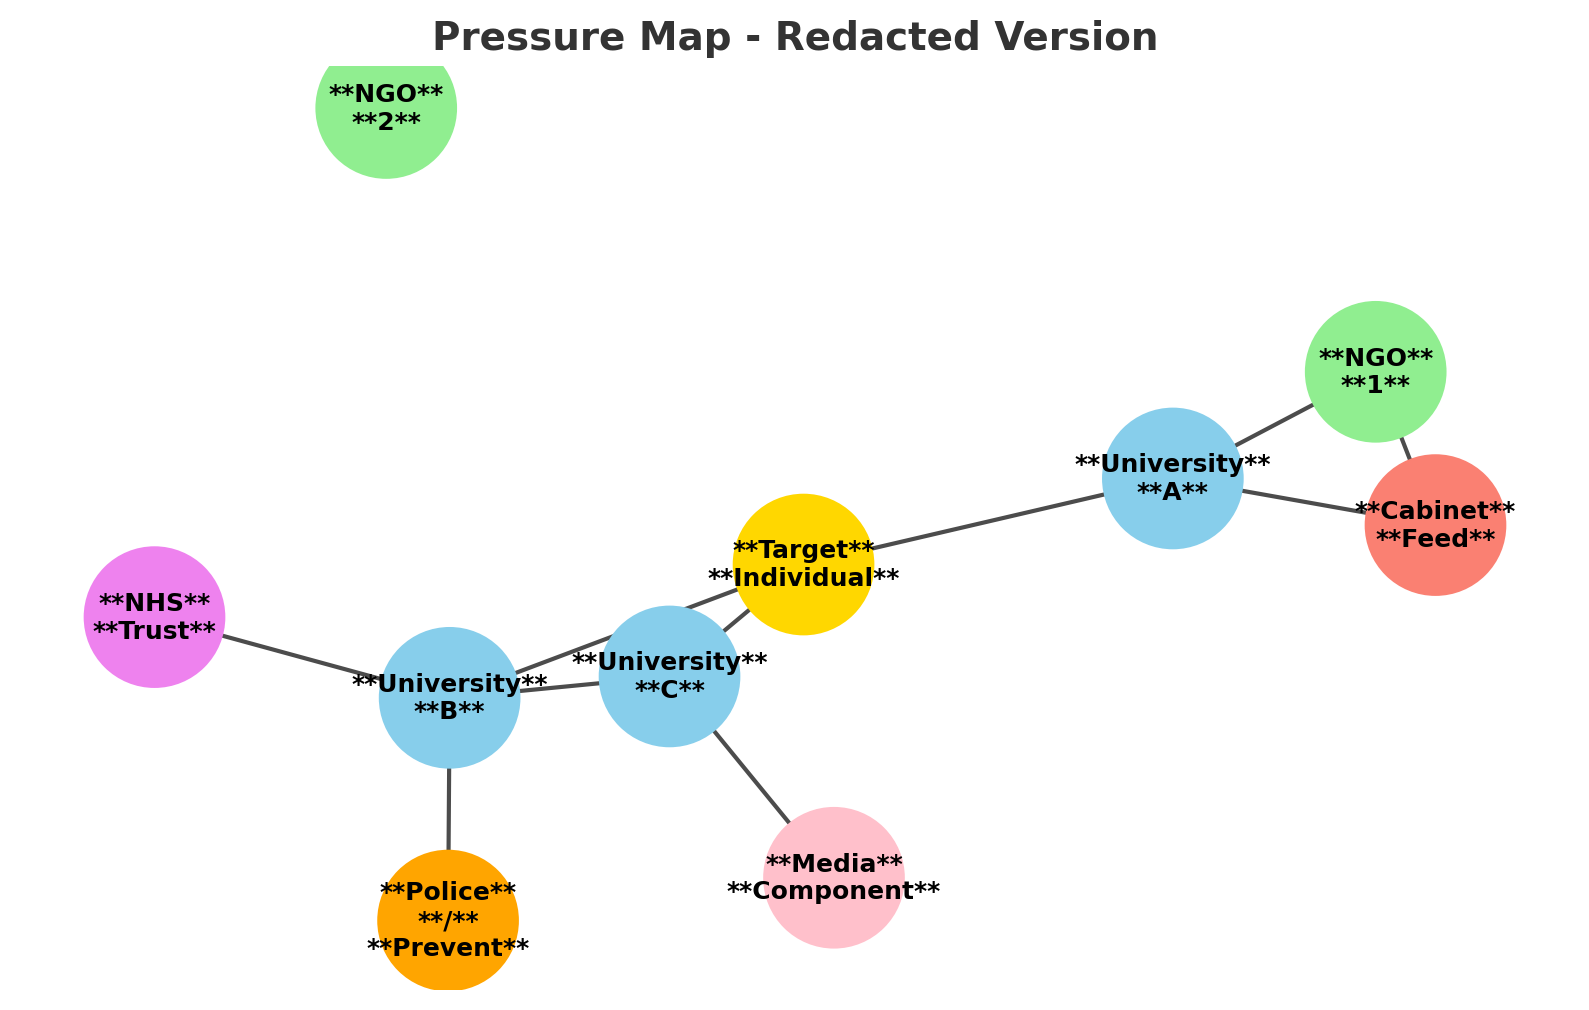 Pressure Map - Redacted Version
**NGO**
**2**
**NGO**
**1**
**University**
**A**
**Cabinet**
**Feed**
**Target**
**Individual**
**NHS**
**Trust**
**University**
**C**
**University**
**B**
**Media**
**Component**
**Police**
**/**
**Prevent**